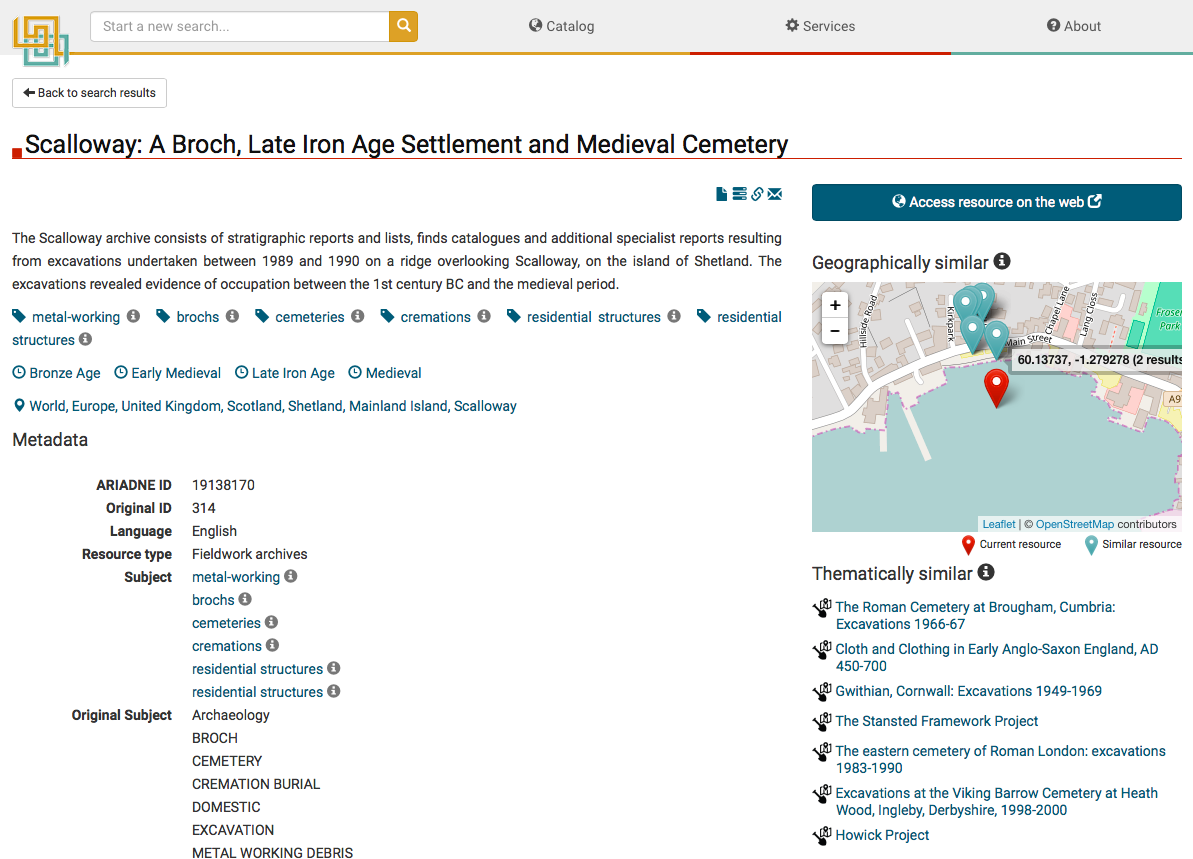 Start a new search...
Catalog
Services
About
Back to search results
Scalloway: A Broch, Late Iron Age Settlement and Medieval Cemetery
The Scalloway archive consists of stratigraphic reports and lists, finds catalogues and additional specialist reports resulting
from excavations undertaken between 1989 and 1990 on a ridge overlooking Scalloway, on the island of Shetland. The
excavations revealed evidence of occupation between the 1st century BC and the medieval period.
metal-working brochs cemeteries cremations residential structures residential
structures
Bronze Age Early Medieval Late Iron Age Medieval
World, Europe, United Kingdom, Scotland, Shetland, Mainland Island, Scalloway
Metadata
ARIADNE ID 19138170
Original ID 314
Language English
Resource type Fieldwork archives
Subject metal-working
brochs
cemeteries
cremations
residential structures
residential structures
Original Subject Archaeology
BROCH
CEMETERY
CREMATION BURIAL
DOMESTIC
EXCAVATION
METAL WORKING DEBRIS
Access resource on the web
Geographically similar
+
−
Hillside Road
Kirkpark
Chapel Lane
Lang Closs
Fraser
Park
Main Street
60.13737, -1.279278 (2 results
A9
Leaflet | © OpenStreetMap contributors
Current resource Similar resource
Thematically similar
The Roman Cemetery at Brougham, Cumbria:
Excavations 1966-67
Cloth and Clothing in Early Anglo-Saxon England, AD
450-700
Gwithian, Cornwall: Excavations 1949-1969
The Stansted Framework Project
The eastern cemetery of Roman London: excavations
1983-1990
Excavations at the Viking Barrow Cemetery at Heath
Wood, Ingleby, Derbyshire, 1998-2000
Howick Project